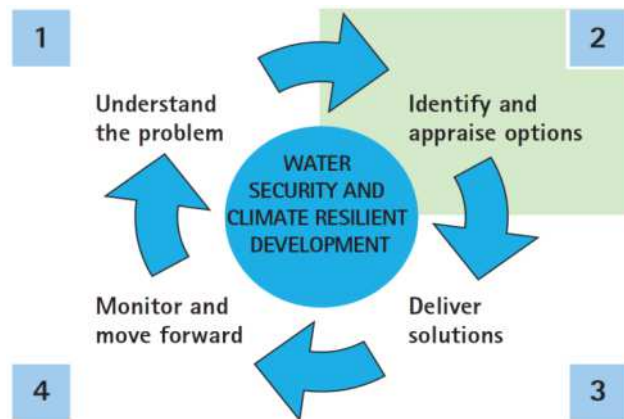 1
2
Understand
the problem
Identify and
appraise options
WATER
SECURITY AND
CLIMATE RESILIENT
DEVELOPMENT
Monitor and
move forward
Deliver
solutions
4
3